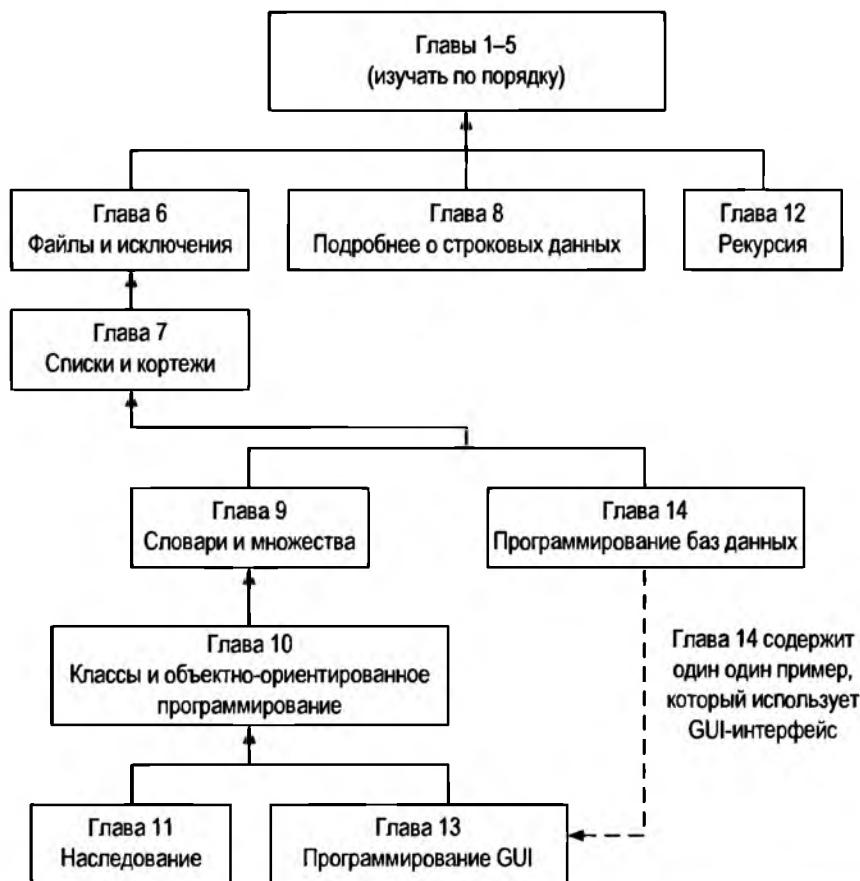 Главы 1–5
(изучать по порядку)
Глава 6
Файлы и исключения
Глава 8
Подробнее о строковых данных
Глава 12
Рекурсия
Глава 7
Списки и кортежи
Глава 9
Словари и множества
Глава 14
Программирование баз данных
Глава 10
Классы и объектно-ориентированное
программирование
Глава 14 содержит
один один пример,
который использует
GUI-интерфейс
Глава 11
Наследование
Глава 13
Программирование GUI